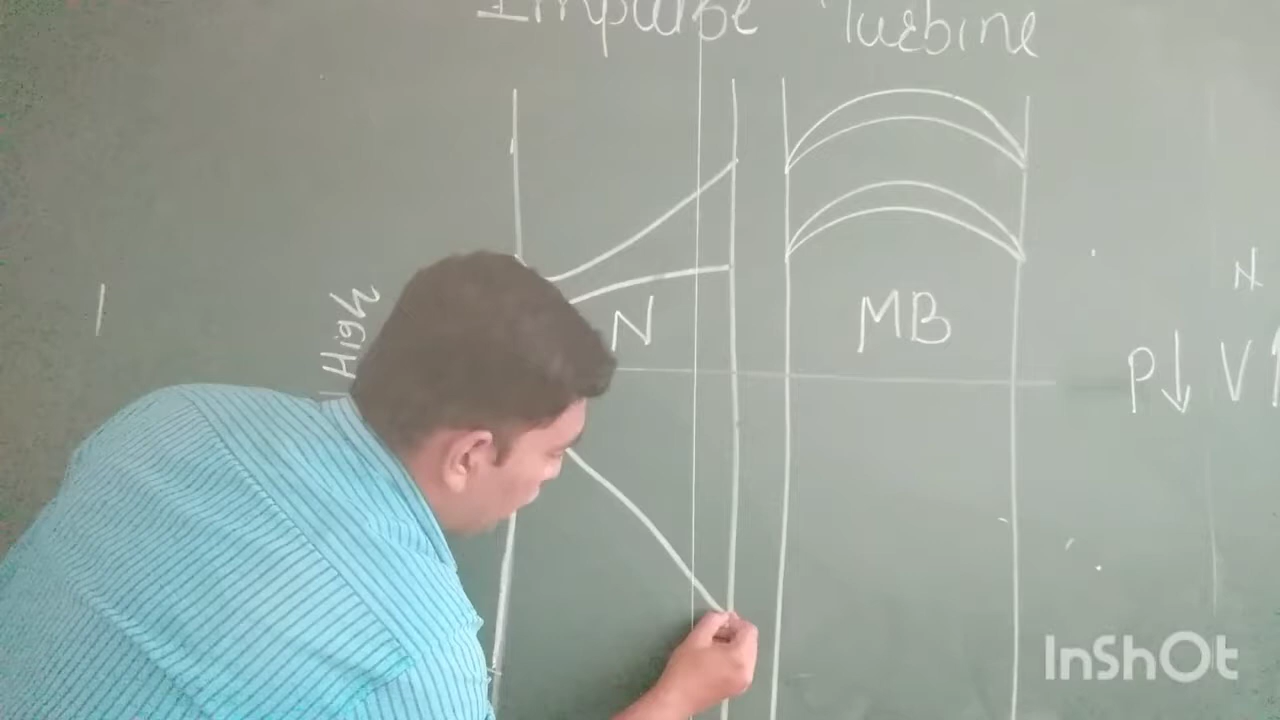 Impulse Turbine
High
N
MB
N
P↓ V↑
InShOt